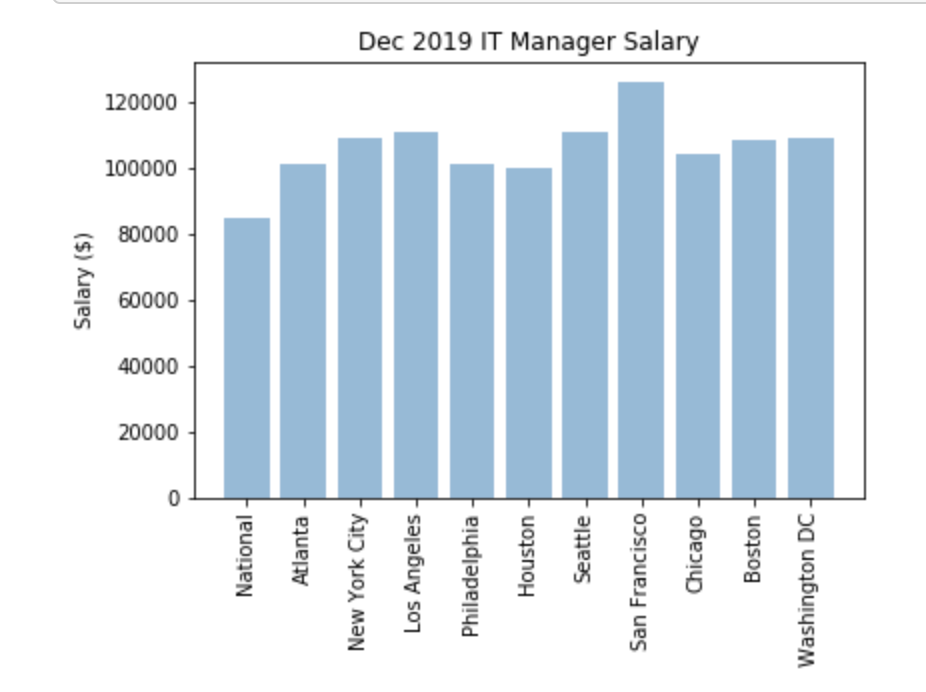 Dec 2019 IT Manager Salary
120000
100000
80000
60000
40000
20000
0
Salary ($)
National
Atlanta
New York City
Los Angeles
Philadelphia
Houston
Seattle
San Francisco
Chicago
Boston
Washington DC